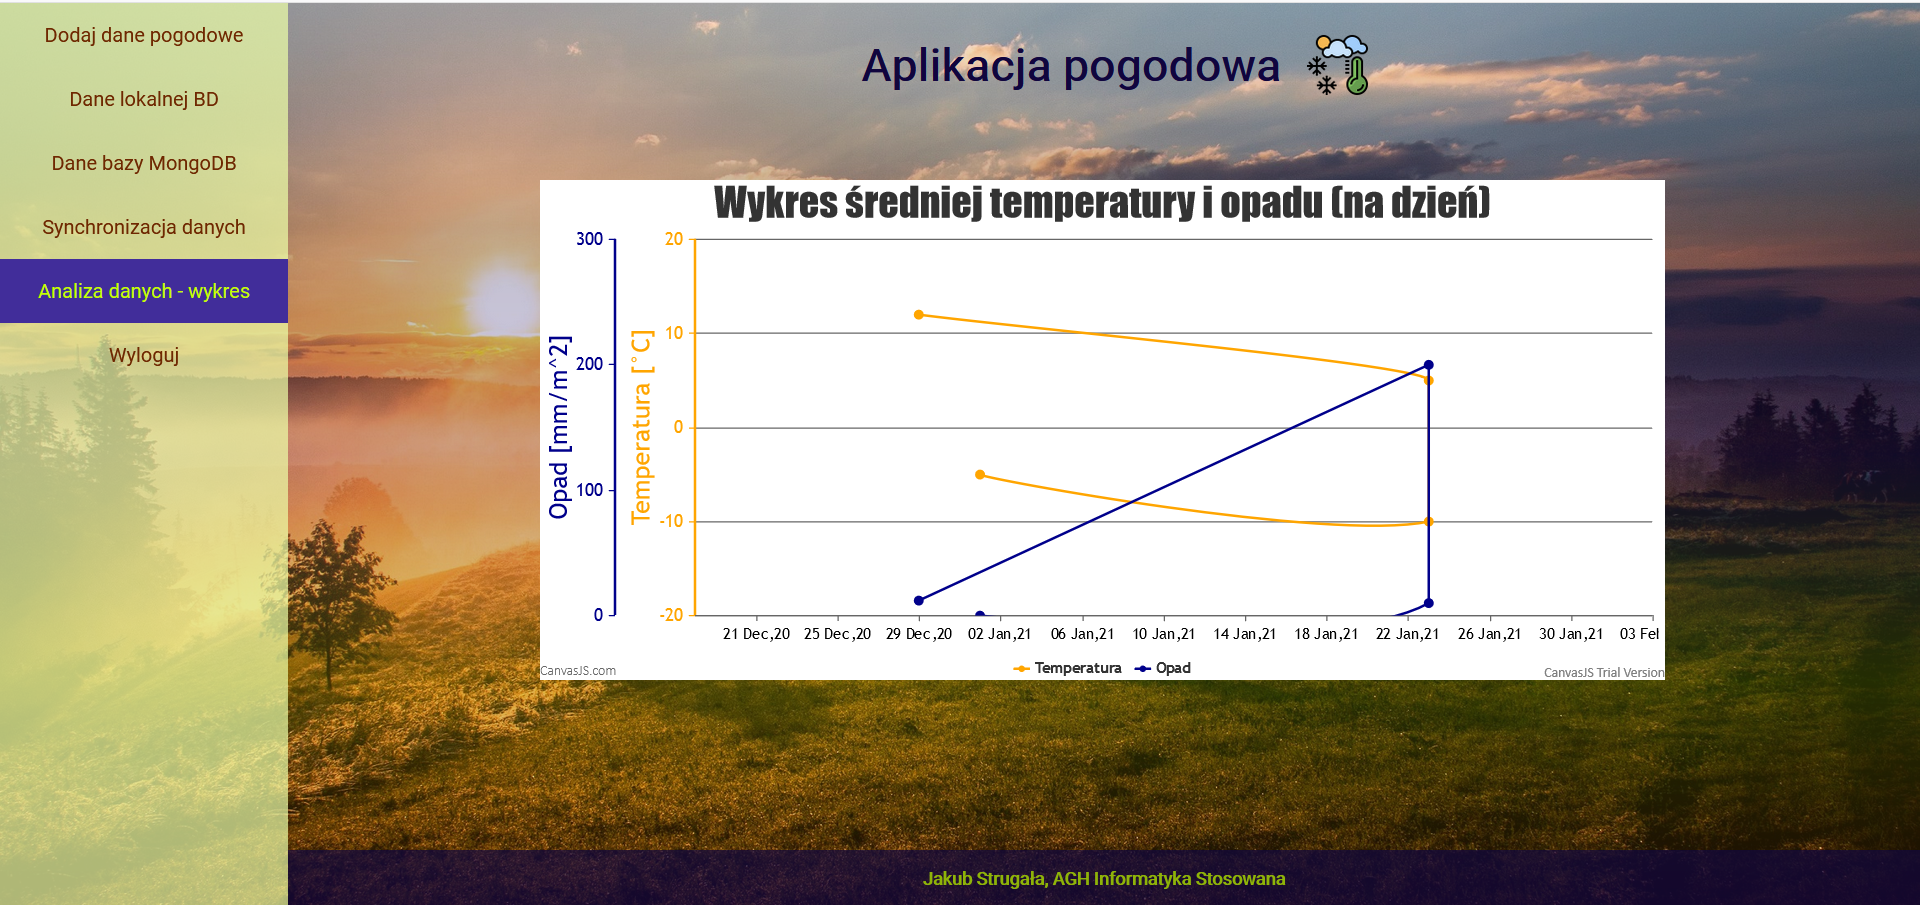 Dodaj dane pogodowe
Dane lokalnej BD
Dane bazy MongoDB
Synchronizacja danych
Analiza danych - wykres
Wyloguj
Aplikacja pogodowa
Wykres średniej temperatury i opadu (na dzień)
Opad [mm/m^2]
300
200
100
0
Temperatura [°C]
20
10
0
-10
-20
21 Dec,20 25 Dec,20 29 Dec,20 02 Jan,21 06 Jan,21 10 Jan,21 14 Jan,21 18 Jan,21 22 Jan,21 26 Jan,21 30 Jan,21 03 Fel
Temperatura Opad
CanvasJS.com
CanvasJS Trial Version
Jakub Strugała, AGH Informatyka Stosowana